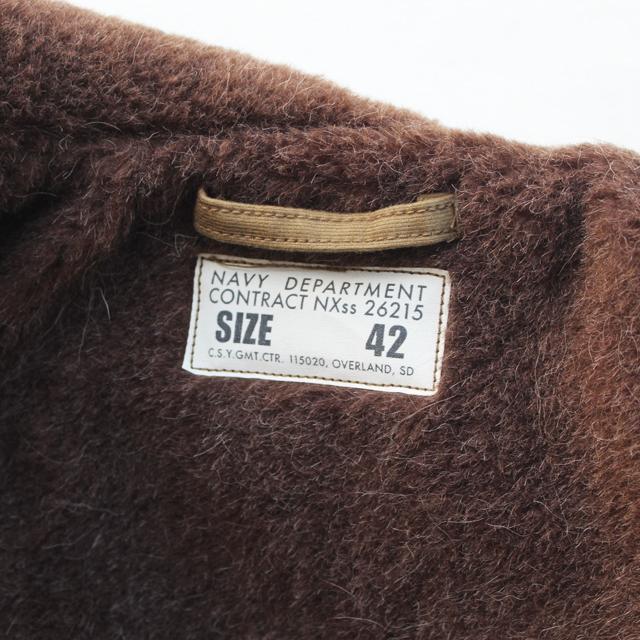 NAVY DEPARTMENT
CONTRACT NXss 26215
SIZE 42
C.S.Y.GMT.CTR. 115020, OVERLAND, SD